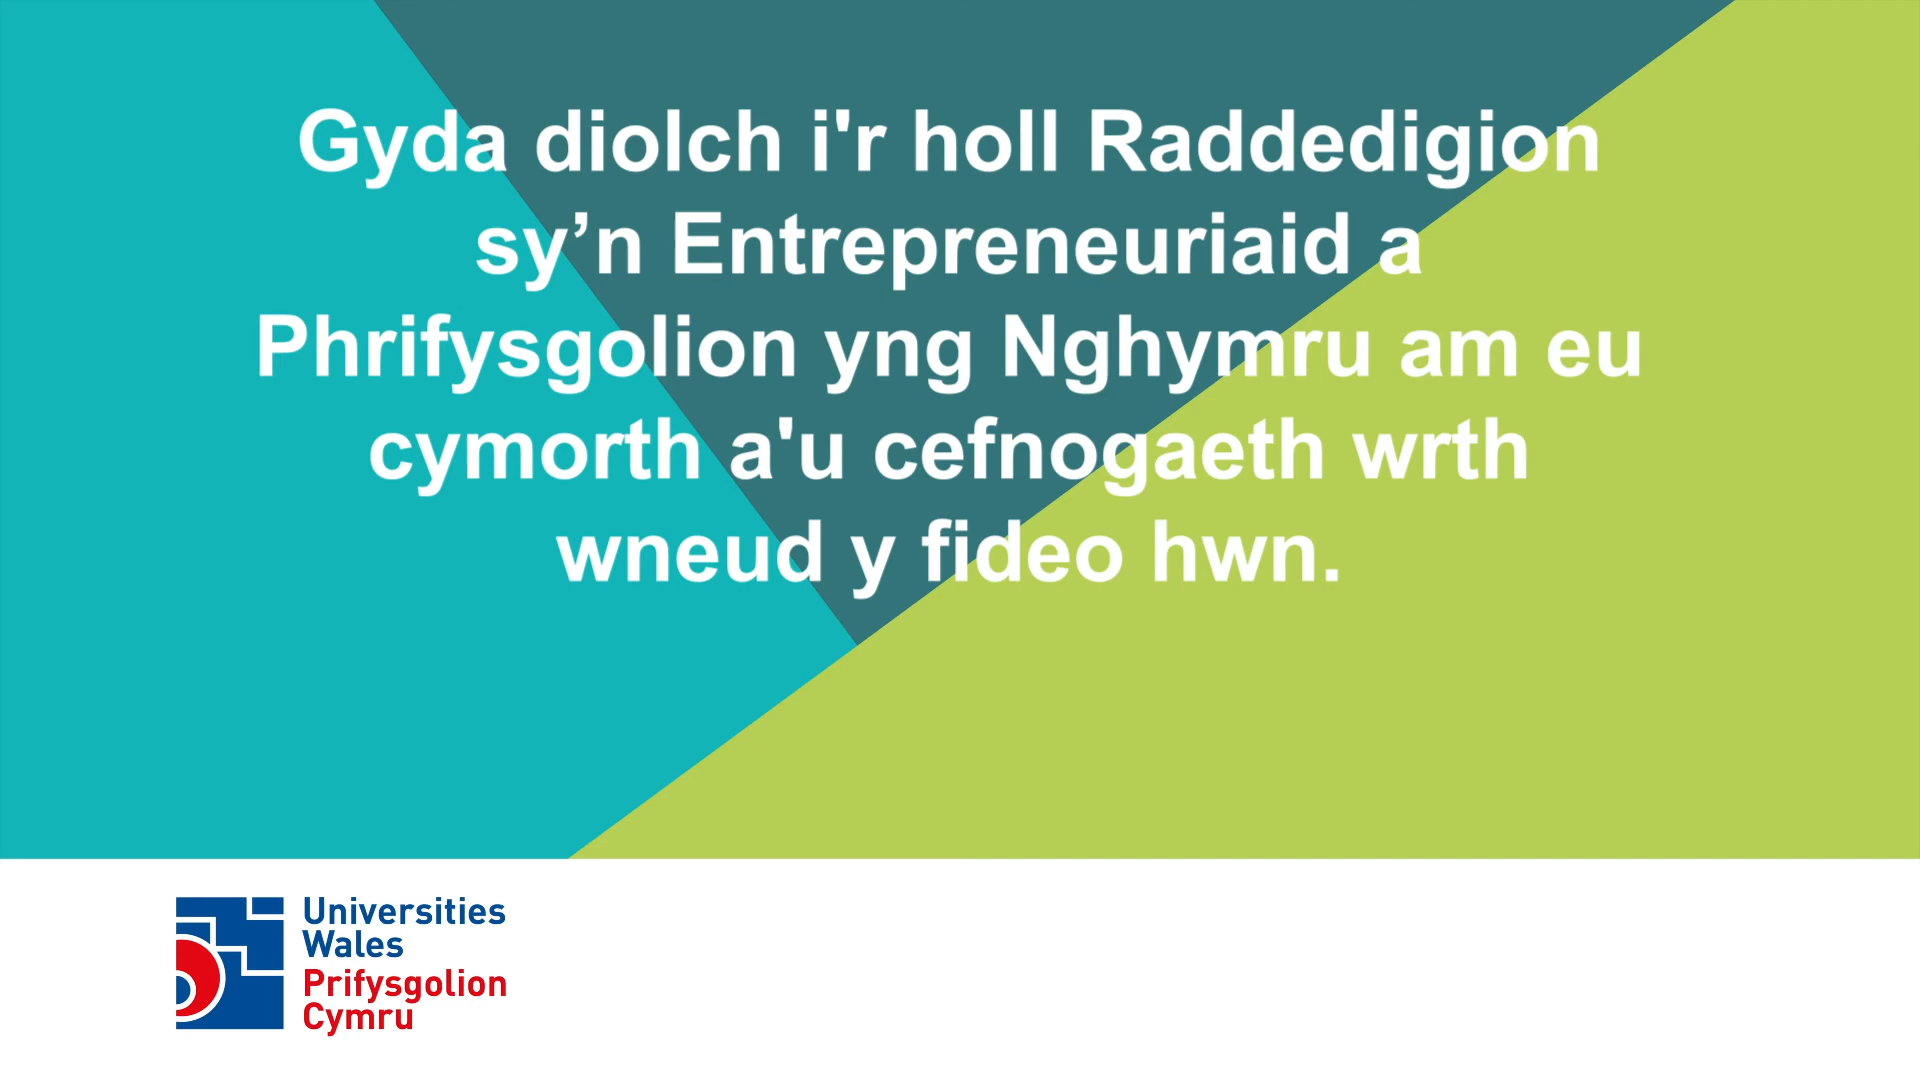 Gyda diolch i'r holl Raddedigion
sy’n Entrepreneuriaid a
Phrifysgolion yng Nghymru am eu
cymorth a'u cefnogaeth wrth
wneud y fideo hwn.
Universities
Wales
Prifysgolion
Cymru